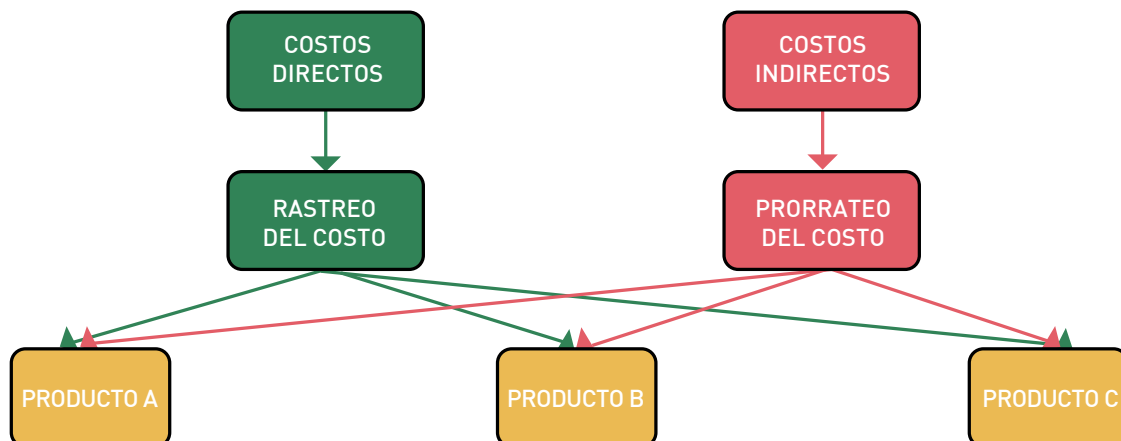 COSTOS
DIRECTOS
COSTOS
INDIRECTOS
RASTREO
DEL COSTO
PRORRATEO
DEL COSTO
PRODUCTO A
PRODUCTO B
PRODUCTO C